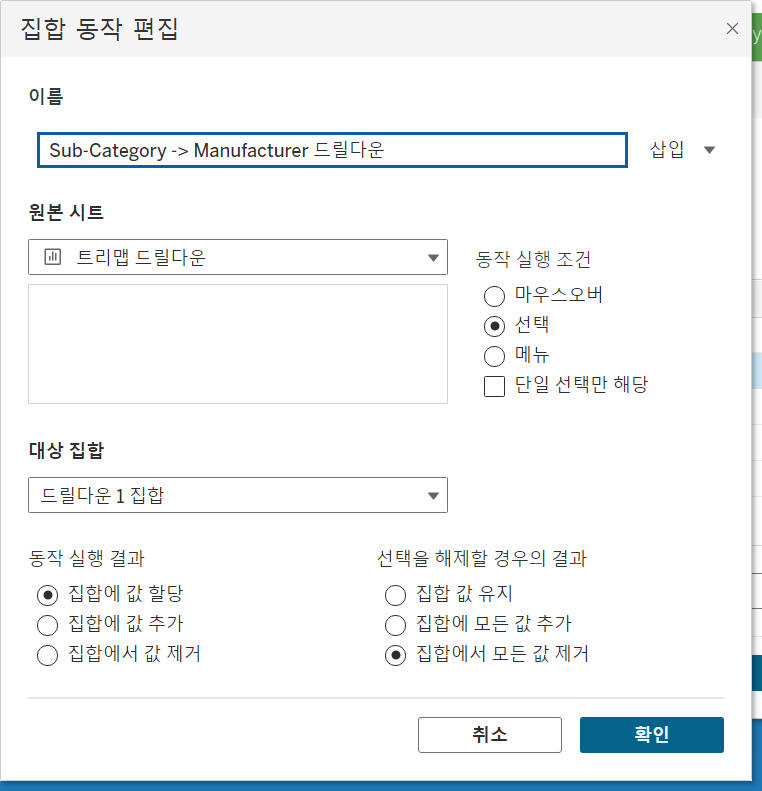 집합 동작 편집
이름
Sub-Category -> Manufacturer 드릴다운
삽입
원본 시트
트리맵 드릴다운
동작 실행 조건
마우스오버
선택
메뉴
단일 선택만 해당
대상 집합
드릴다운 1 집합
동작 실행 결과
집합에 값 할당
집합에 값 추가
집합에서 값 제거
선택을 해제할 경우의 결과
집합 값 유지
집합에 모든 값 추가
집합에서 모든 값 제거
취소
확인